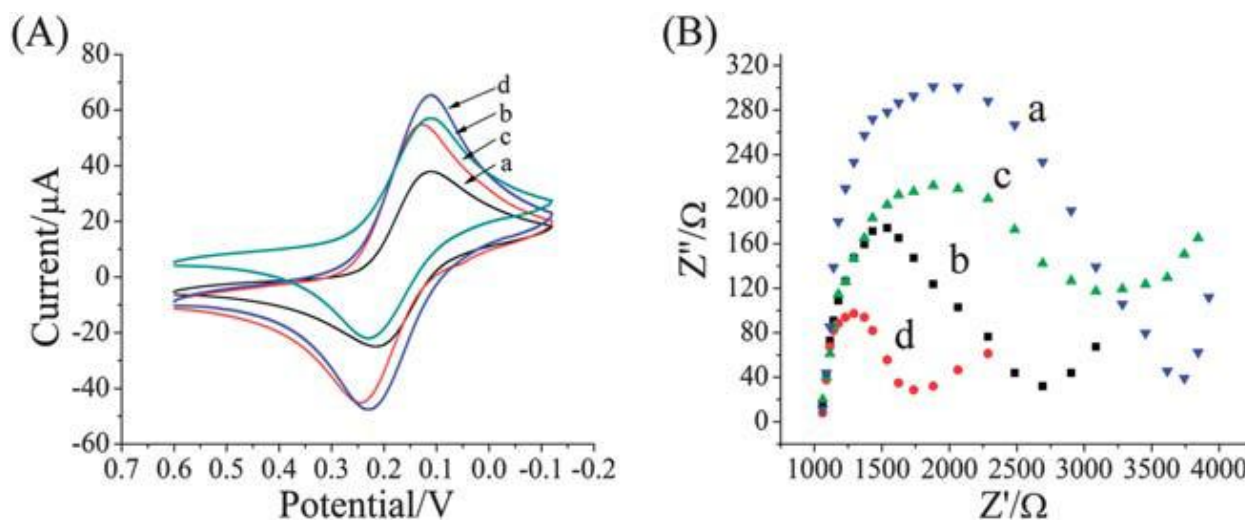 (A)
80
60
40
20
0
-20
-40
-60
Current/µA
0.7 0.6 0.5 0.4 0.3 0.2 0.1 0.0 -0.1 -0.2
Potential/V
d
b
c
a
(B)
320
280
240
200
160
120
80
40
0
Z''/Ω
1000 1500 2000 2500 3000 3500 4000
Z'/Ω
a
c
b
d